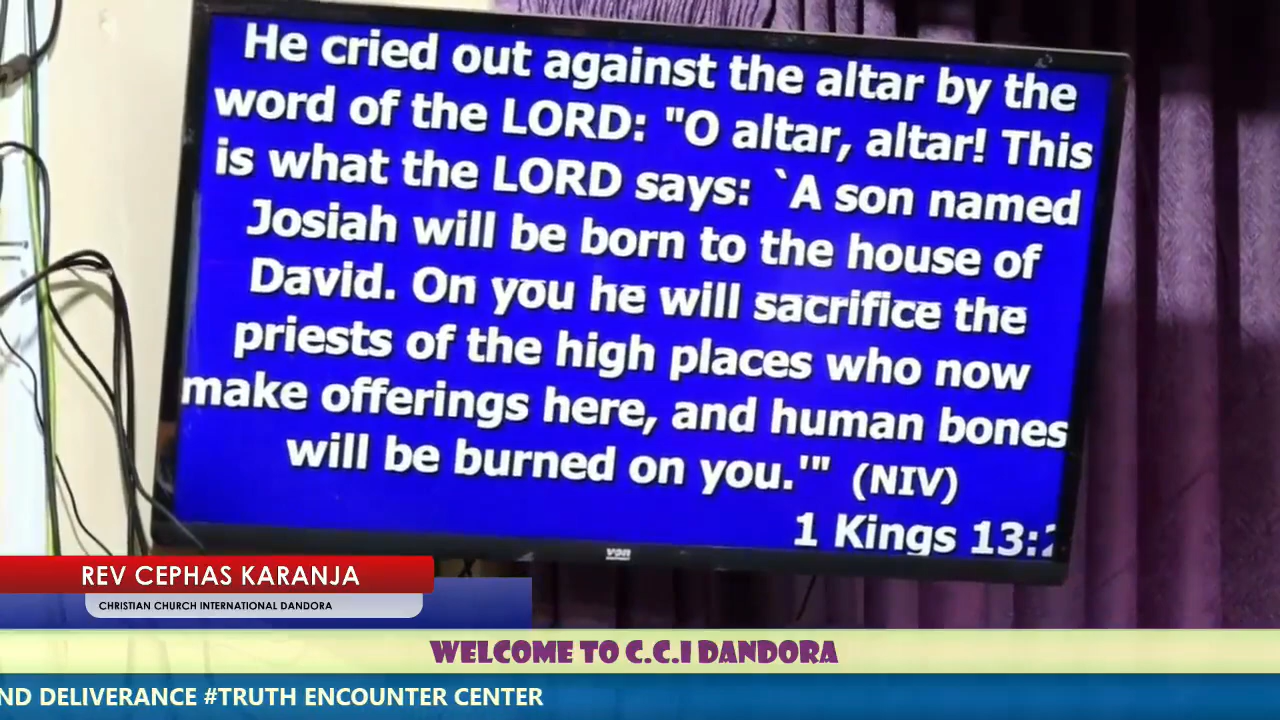 He cried out against the altar by the
word of the LORD: "O altar, altar! This
is what the LORD says: `A son named
Josiah will be born to the house of
David. On you he will sacrifice the
priests of the high places who now
make offerings here, and human bones
will be burned on you.'" (NIV)
1 Kings 13:2
VON
REV CEPHAS KARANJA
CHRISTIAN CHURCH INTERNATIONAL DANDORA
WELCOME TO C.C.I DANDORA
ND DELIVERANCE #TRUTH ENCOUNTER CENTER